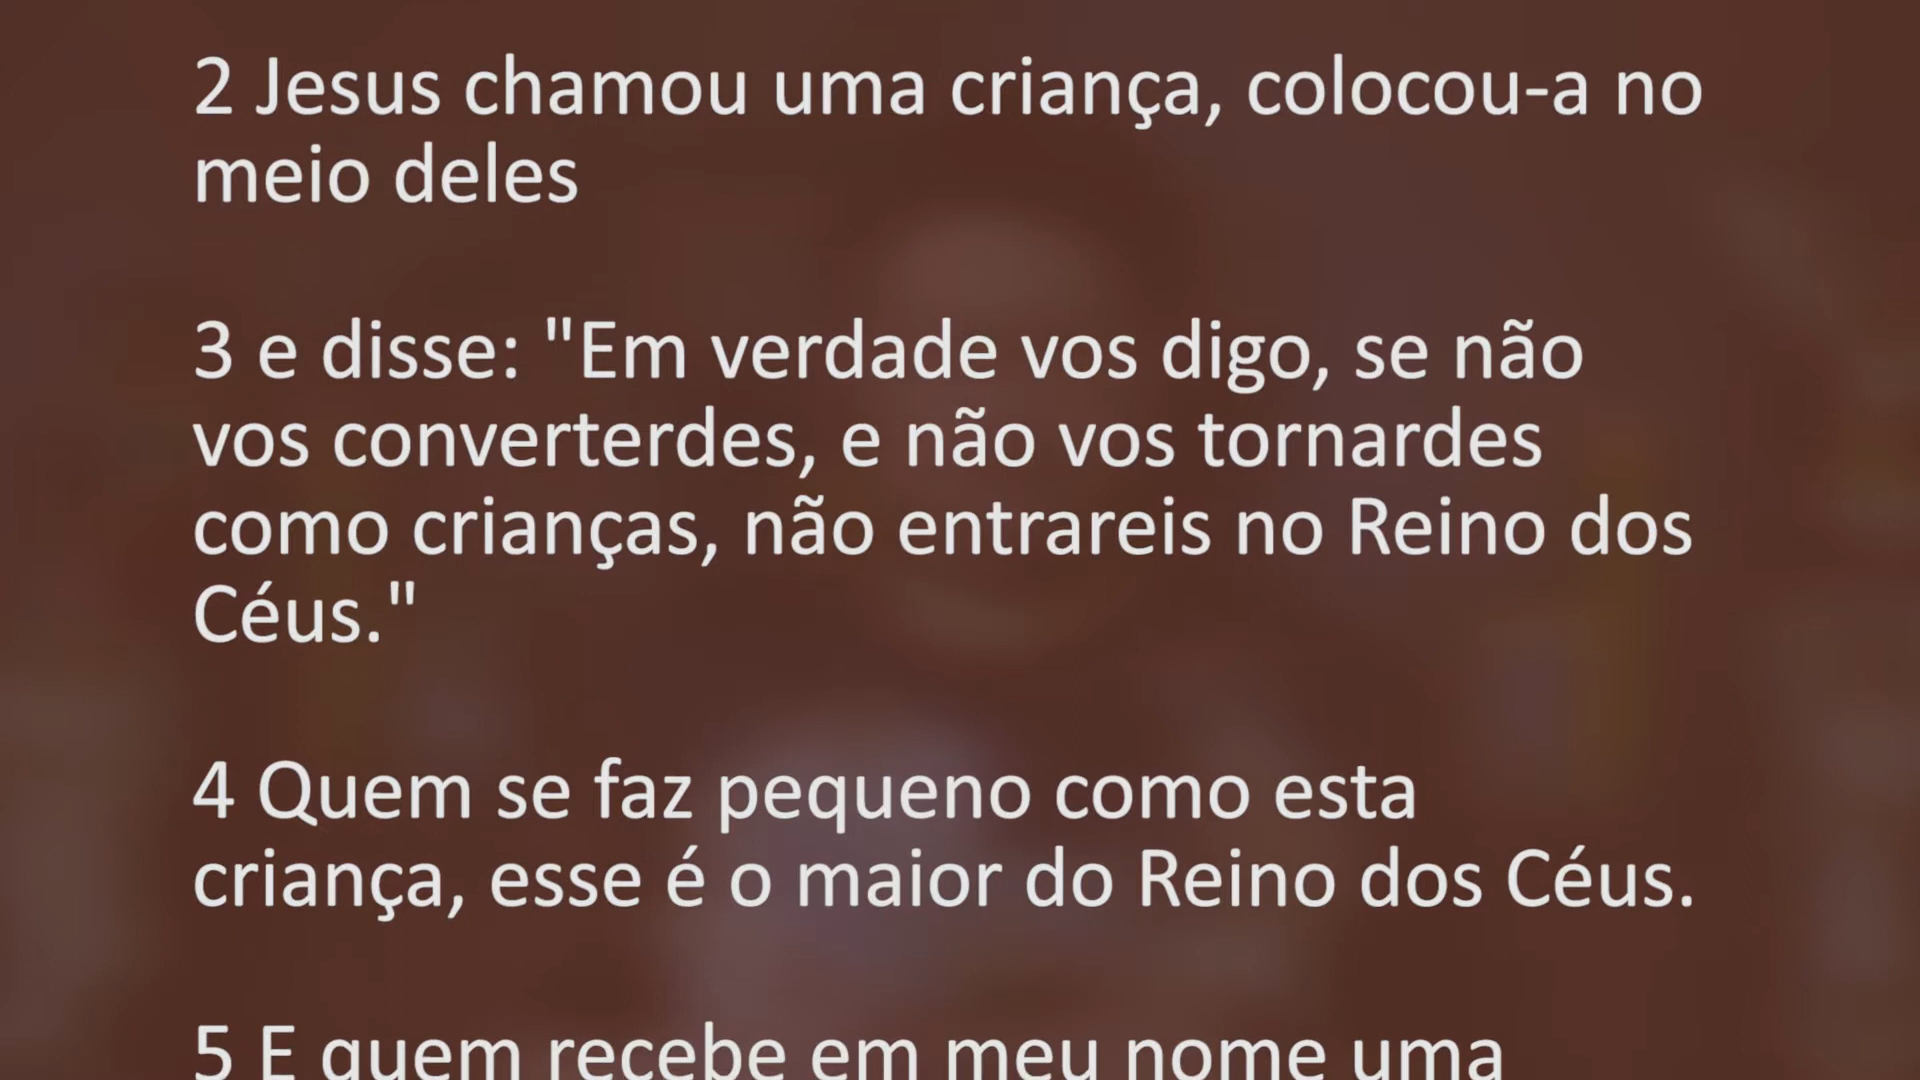 2 Jesus chamou uma criança, colocou-a no
meio deles
3 e disse: "Em verdade vos digo, se não
vos converterdes, e não vos tornardes
como crianças, não entrareis no Reino dos
Céus."
4 Quem se faz pequeno como esta
criança, esse é o maior do Reino dos Céus.
5 E quem recebe em meu nome uma